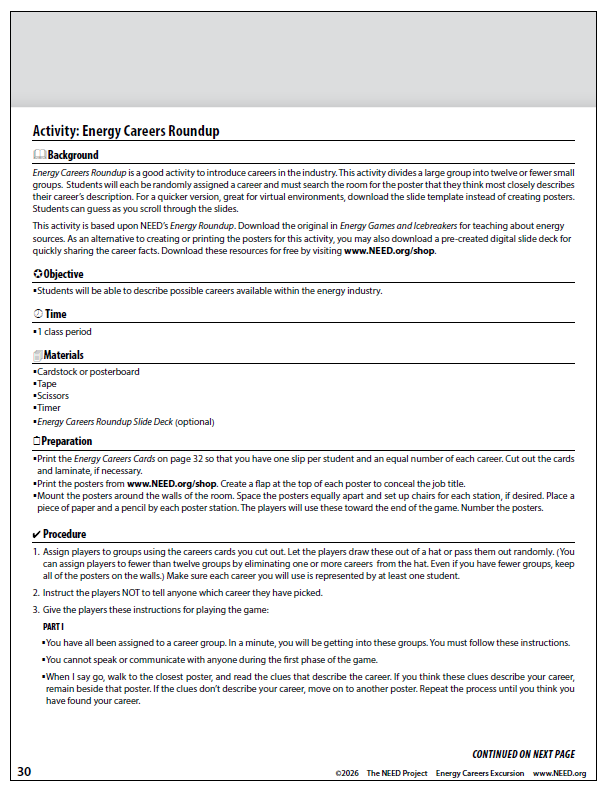 Activity: Energy Careers Roundup
Background
Energy Careers Roundup is a good activity to introduce careers in the industry. This activity divides a large group into twelve or fewer small
groups. Students will each be randomly assigned a career and must search the room for the poster that they think most closely describes
their career's description. For a quicker version, great for virtual environments, download the slide template instead of creating posters.
Students can guess as you scroll through the slides.
This activity is based upon NEED's Energy Roundup. Download the original in Energy Games and Icebreakers for teaching about energy
sources. As an alternative to creating or printing the posters for this activity, you may also download a pre-created digital slide deck for
quickly sharing the career facts. Download these resources for free by visiting www.NEED.org/shop.
Objective
▪Students will be able to describe possible careers available within the energy industry.
Time
▪1 class period
Materials
▪Cardstock or posterboard
▪Tape
▪Scissors
▪Timer
▪Energy Careers Roundup Slide Deck (optional)
Preparation
▪Print the Energy Careers Cards on page 32 so that you have one slip per student and an equal number of each career. Cut out the cards
and laminate, if necessary.
▪Print the posters from www.NEED.org/shop. Create a flap at the top of each poster to conceal the job title.
▪Mount the posters around the walls of the room. Space the posters equally apart and set up chairs for each station, if desired. Place a
piece of paper and a pencil by each poster station. The players will use these toward the end of the game. Number the posters.
✔ Procedure
1. Assign players to groups using the careers cards you cut out. Let the players draw these out of a hat or pass them out randomly. (You
can assign players to fewer than twelve groups by eliminating one or more careers from the hat. Even if you have fewer groups, keep
all of the posters on the walls.) Make sure each career you will use is represented by at least one student.
2. Instruct the players NOT to tell anyone which career they have picked.
3. Give the players these instructions for playing the game:
PART I
▪You have all been assigned to a career group. In a minute, you will be getting into these groups. You must follow these instructions.
▪You cannot speak or communicate with anyone during the first phase of the game.
▪When I say go, walk to the closest poster, and read the clues that describe the career. If you think these clues describe your career,
remain beside that poster. If the clues don't describe your career, move on to another poster. Repeat the process until you think you
have found your career.
CONTINUED ON NEXT PAGE
30
©2026 The NEED Project Energy Careers Excursion www.NEED.org